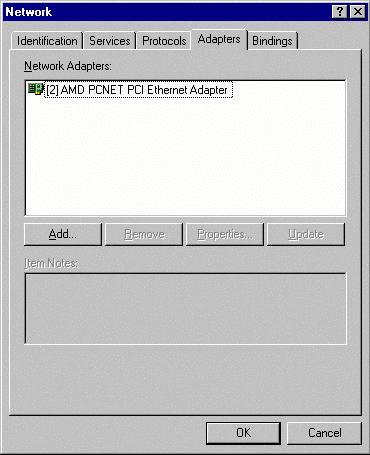 Network
Identification Services Protocols Adapters Bindings
Network Adapters:
[2] AMD PCNET PCI Ethernet Adapter
Add... Remove Properties... Update
Item Notes:
OK Cancel